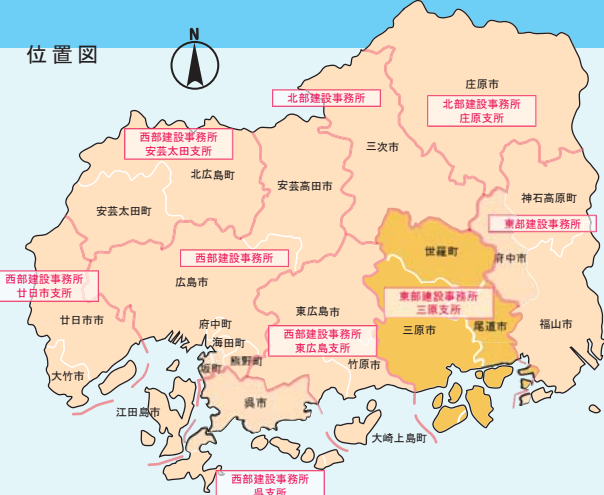 位置図
N
庄原市
北部建設事務所
北部建設事務所
庄原支所
西部建設事務所
安芸太田支所
三次市
北広島町
安芸高田市
神石高原町
安芸太田町
東部建設事務所
世羅町
西部建設事務所
府中市
西部建設事務所
廿日市支所
広島市
東部建設事務所
三原支所
東広島市
廿日市市
府中町
三原市
尾道市
福山市
海田町
西部建設事務所
東広島支所
熊野町
坂町
竹原市
大竹市
呉市
江田島市
大崎上島町
西部建設事務所
呉支所